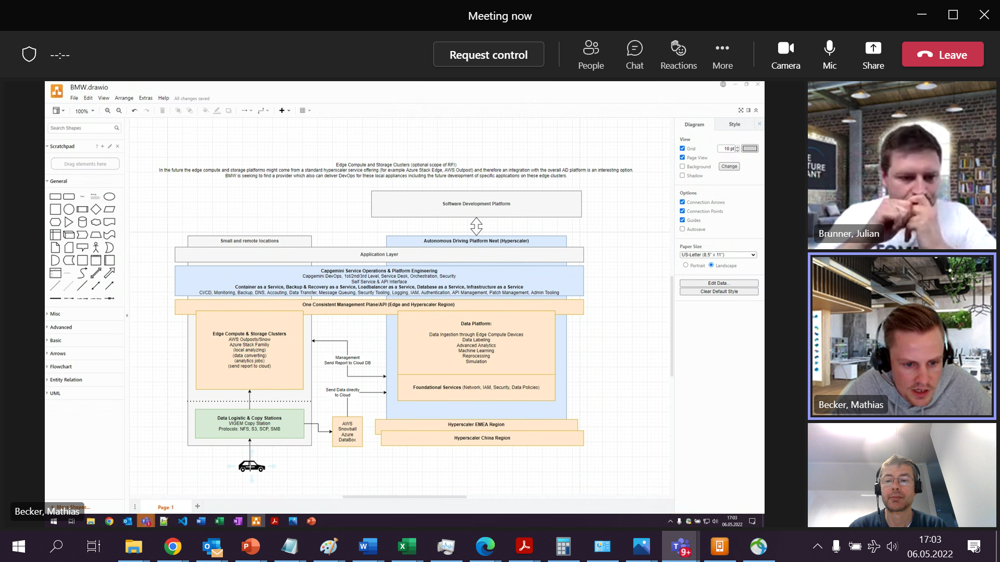 Meeting now
--:--
Request control
People
Chat
Reactions
More
Camera
Mic
Share
Leave
BMW.drawio
File Edit View Arrange Extras Help All changes saved
100%
Search Shapes
Scratchpad
Drag elements here
General
Misc
Advanced
Basic
Arrows
Flowchart
Entity Relation
UML
+ More Shapes...
Becker, Mathias
Edge Compute and Storage Clusters (optional scope of RFI)
In the future the edge compute and storage platforms might come from a standard hyperscaler service offering (for example Azure Stack Edge, AWS Outpost) and therefore an integration with the overall AD platform is an interesting option.
BMW is seeking to find a provider which also can deliver DevOps for these local appliances including the future development of specific applications on these edge clusters.
Software Development Platform
Small and remote locations
Autonomous Driving Platform Next (Hyperscaler)
Application Layer
Capgemini Service Operations & Platform Engineering
Capgemini DevOps, 1st/2nd/3rd Level, Service Desk, Orchestration, Security
Self Service & API Interface
Container as a Service, Backup & Recovery as a Service, Loadbalancer as a Service, Database as a Service, Infrastructure as a Service
CI/CD, Monitoring, Backup, DNS, Accouting, Data Transfer, Message Queuing, Security Tooling, Logging, IAM, Authentication, API Management, Patch Management, Admin Tooling
One Consistent Management Plane/API (Edge and Hyperscaler Region)
Edge Compute & Storage Clusters
AWS Outposts/Snow
Azure Stack Familiy
(local analyzing)
(data converting)
(analytics jobs)
(send report to cloud)
Management
Send Report to Cloud DB
Send Data directly
to Cloud
Data Platform:
Data Ingestion through Edge Compute Devices
Data Labeling
Advanced Analytics
Machine Learning
Reprocessing
Simulation
Foundational Services (Network, IAM, Security, Data Policies)
Data Logistic & Copy Stations
VIGEM Copy Station
Protocols: NFS, S3, SCP, SMB
AWS
Snowball
Azure
DataBox
Hyperscaler EMEA Region
Hyperscaler China Region
Page-1
Diagram
Style
View
Grid
10 pt
Page View
Background
Change
Shadow
Options
Connection Arrows
Connection Points
Guides
Autosave
Paper Size
US-Letter (8,5" x 11")
Portrait
Landscape
Edit Data...
Clear Default Style
17:03
06.05.2022
Brunner, Julian
Becker, Mathias
9+
17:03
06.05.2022